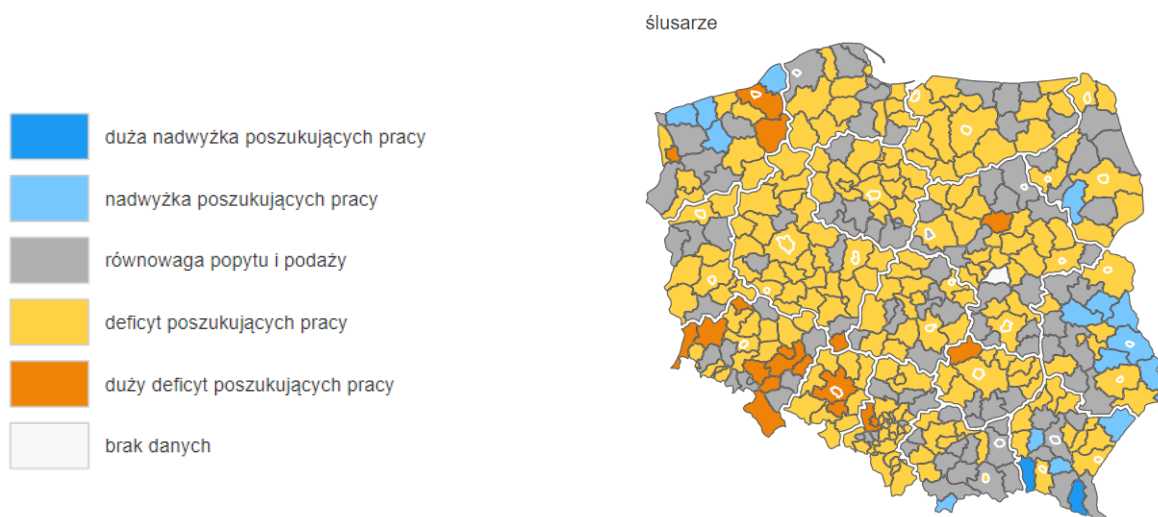 ślusarze
duża nadwyżka poszukujących pracy
nadwyżka poszukujących pracy
równowaga popytu i podaży
deficyt poszukujących pracy
duży deficyt poszukujących pracy
brak danych